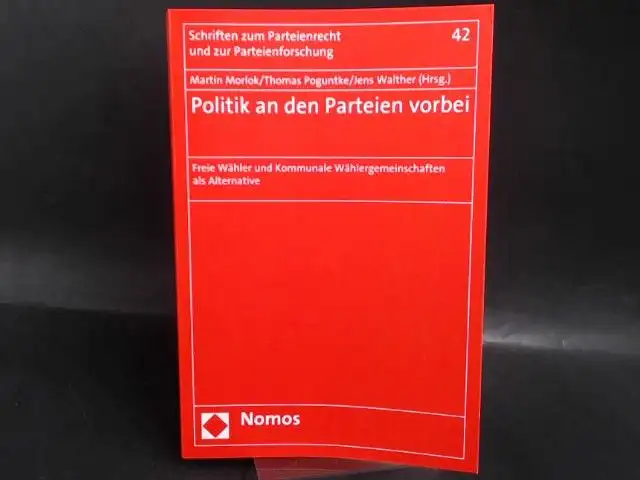 Schriften zum Parteienrecht 42
und zur Parteienforschung
Martin Morlok/Thomas Poguntke/Jens Walther (Hrsg.)
Politik an den Parteien vorbei
Freie Wähler und Kommunale Wählergemeinschaften
als Alternative
Nomos